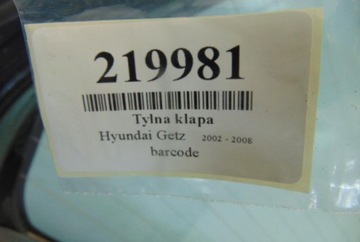 219981
Tylna klapa
Hyundai Getz 2002 - 2008
barcode